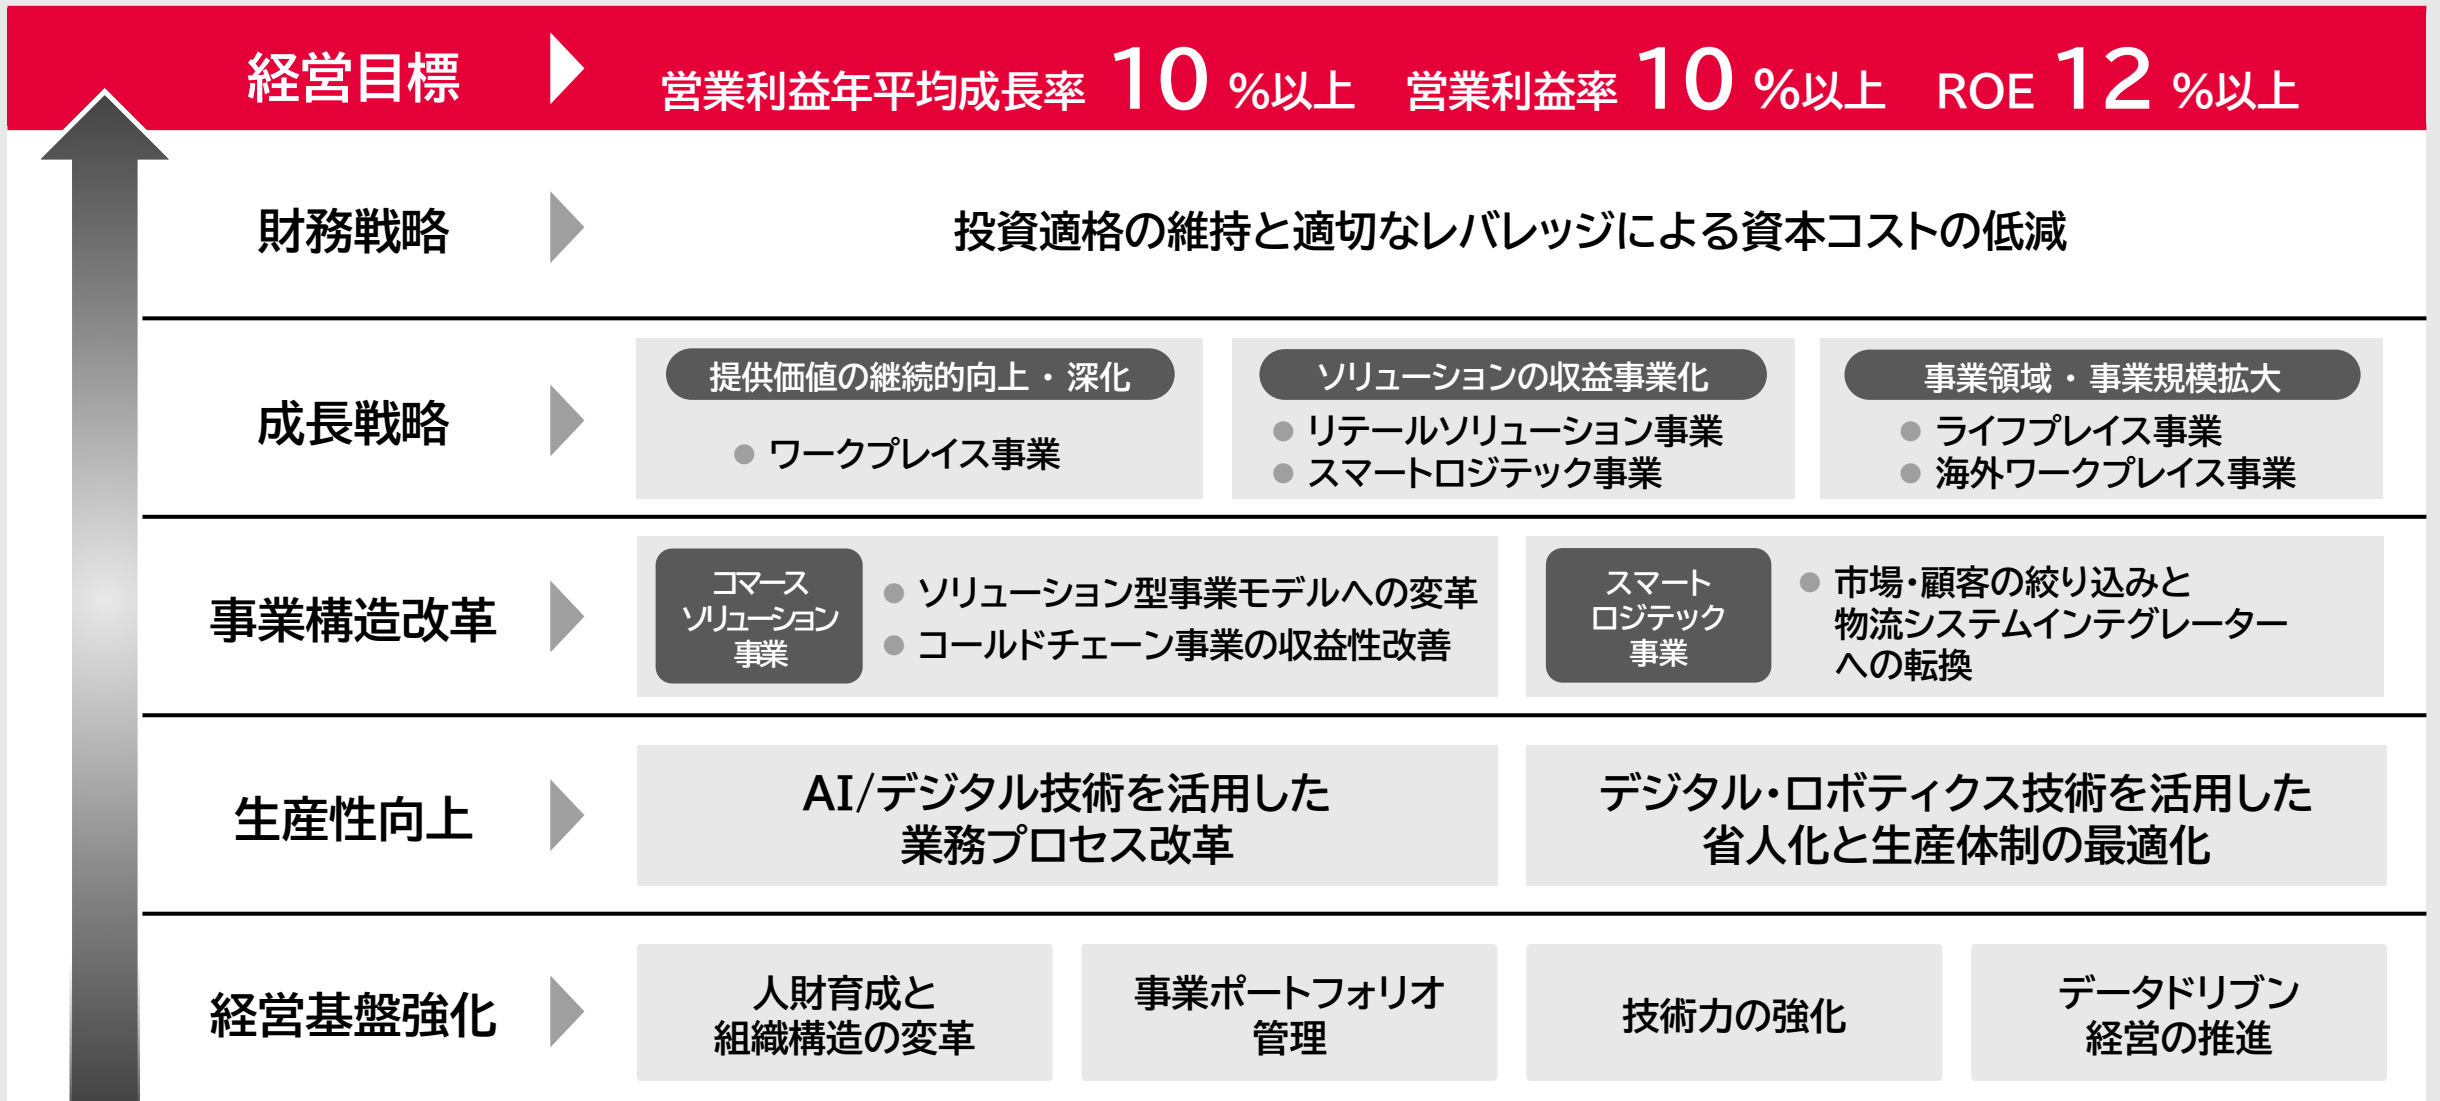 経営目標
営業利益年平均成長率 10 %以上 営業利益率 10 %以上 ROE 12 %以上
財務戦略
投資適格の維持と適切なレバレッジによる資本コストの低減
成長戦略
提供価値の継続的向上・深化
ワークプレイス事業
ソリューションの収益事業化
リテールソリューション事業
スマートロジテック事業
事業領域・事業規模拡大
ライフプレイス事業
海外ワークプレイス事業
事業構造改革
コマース
ソリューション
事業
ソリューション型事業モデルへの変革
コールドチェーン事業の収益性改善
スマート
ロジテック
事業
市場・顧客の絞り込みと
物流システムインテグレーター
への転換
生産性向上
AI/デジタル技術を活用した
業務プロセス改革
デジタル・ロボティクス技術を活用した
省人化と生産体制の最適化
経営基盤強化
人財育成と
組織構造の変革
事業ポートフォリオ
管理
技術力の強化
データドリブン
経営の推進